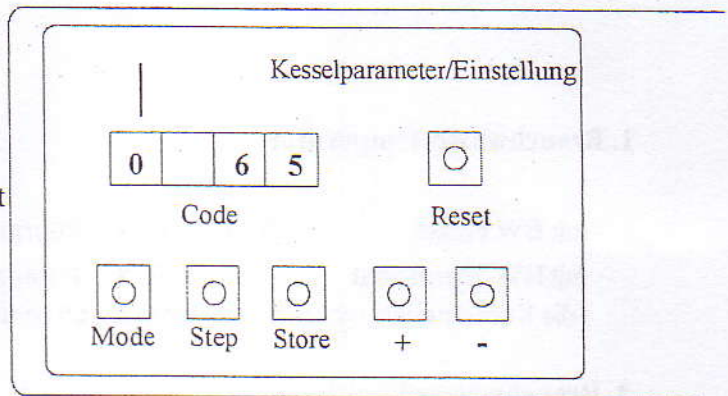 Kesselparameter/Einstellung
0 6 5
Code
Reset
Mode Step Store + -
t